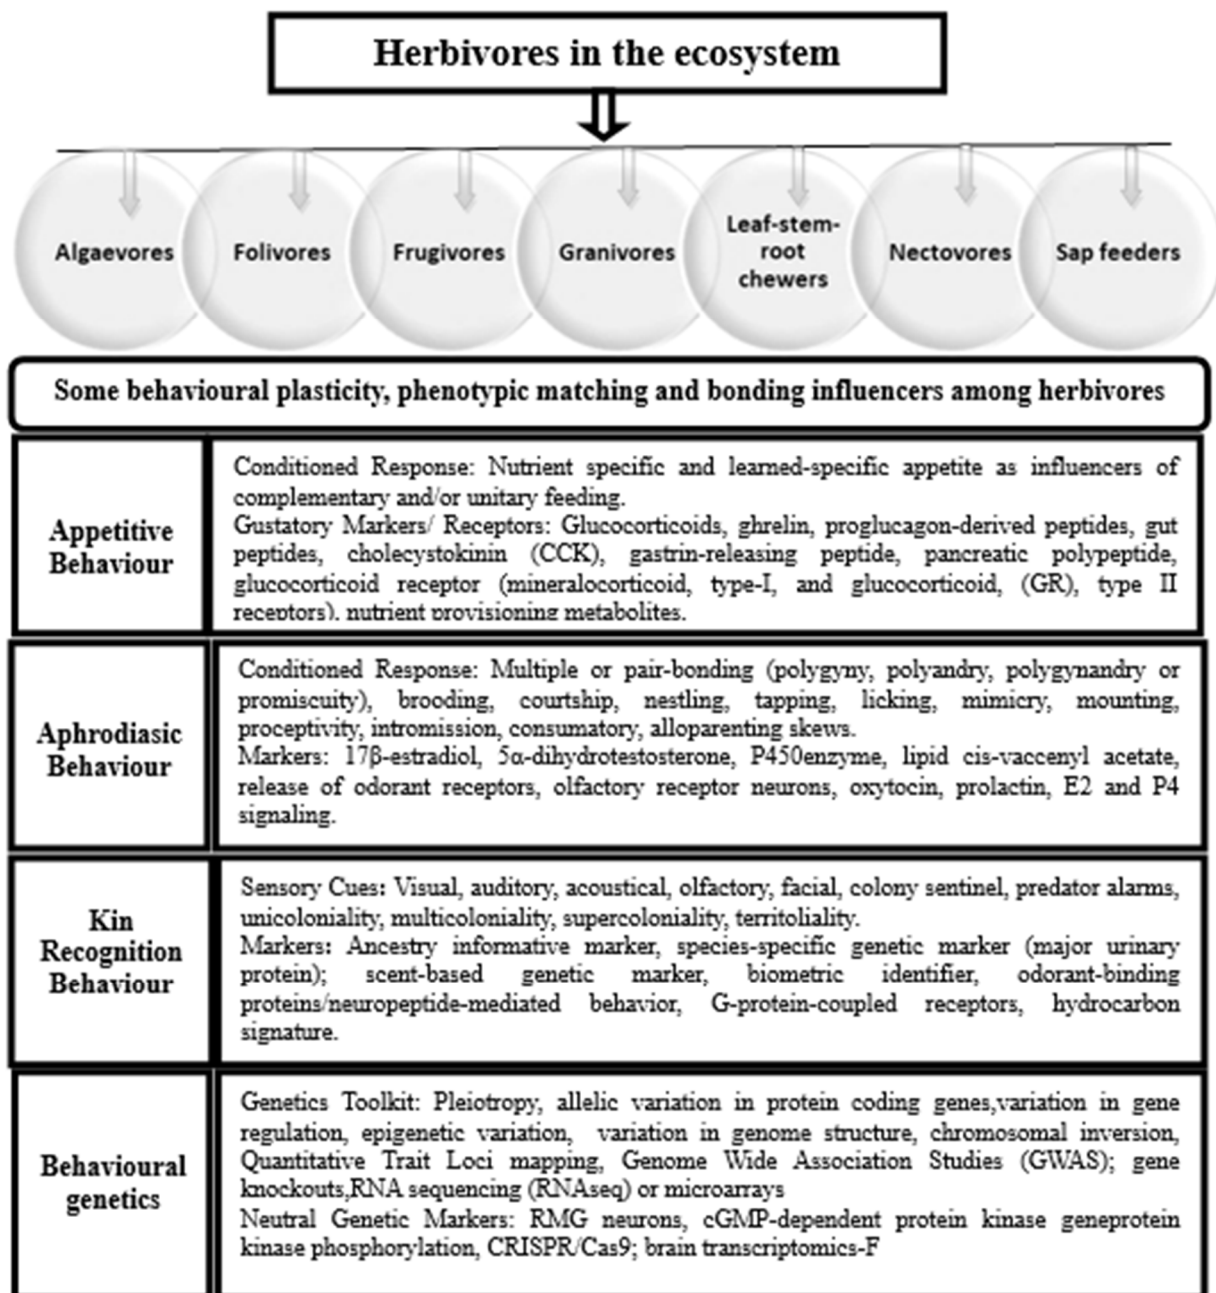 Herbivores in the ecosystem
Algaevores
Folivores
Frugivores
Granivores
Leaf-stem-
root
chewers
Nectovores
Sap feeders
Some behavioural plasticity, phenotypic matching and bonding influencers among herbivores
Appetitive
Behaviour
Conditioned Response: Nutrient specific and learned-specific appetite as influencers of
complementary and/or unitary feeding.
Gustatory Markers/ Receptors: Glucocorticoids, ghrelin, proglucagon-derived peptides, gut
peptides, cholecystokinin (CCK), gastrin-releasing peptide, pancreatic polypeptide,
glucocorticoid receptor (mineralocorticoid, type-I, and glucocorticoid, (GR), type II
receptors), nutrient provisioning metabolites.
Aphrodiasic
Behaviour
Conditioned Response: Multiple or pair-bonding (polygyny, polyandry, polygynandry or
promiscuity), brooding, courtship, nestling, tapping, licking, mimicry, mounting,
proceptivity, intromission, consumatory, alloparenting skews.
Markers: 17β-estradiol, 5α-dihydrotestosterone, P450enzyme, lipid cis-vaccenyl acetate,
release of odorant receptors, olfactory receptor neurons, oxytocin, prolactin, E2 and P4
signaling.
Kin
Recognition
Behaviour
Sensory Cues: Visual, auditory, acoustical, olfactory, facial, colony sentinel, predator alarms,
unicoloniality, multicoloniality, supercoloniality, territoliality.
Markers: Ancestry informative marker, species-specific genetic marker (major urinary
protein); scent-based genetic marker, biometric identifier, odorant-binding
proteins/neuropeptide-mediated behavior, G-protein-coupled receptors, hydrocarbon
signature.
Behavioural
genetics
Genetics Toolkit: Pleiotropy, allelic variation in protein coding genes,variation in gene
regulation, epigenetic variation, variation in genome structure, chromosomal inversion,
Quantitative Trait Loci mapping, Genome Wide Association Studies (GWAS); gene
knockouts,RNA sequencing (RNAseq) or microarrays
Neutral Genetic Markers: RMG neurons, cGMP-dependent protein kinase geneprotein
kinase phosphorylation, CRISPR/Cas9; brain transcriptomics-F